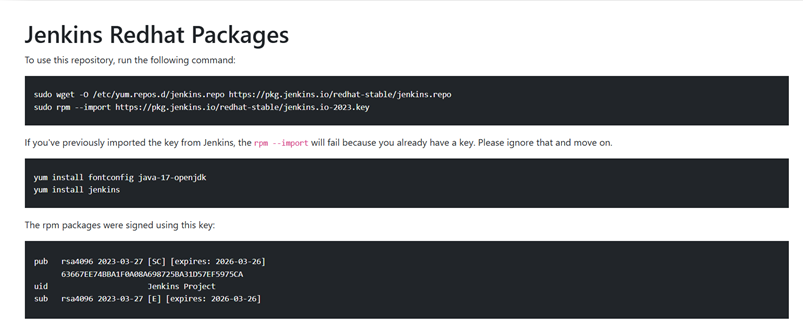 Jenkins Redhat Packages
To use this repository, run the following command:
sudo wget -O /etc/yum.repos.d/jenkins.repo https://pkg.jenkins.io/redhat-stable/jenkins.repo
sudo rpm --import https://pkg.jenkins.io/redhat-stable/jenkins.io-2023.key
If you've previously imported the key from Jenkins, the rpm --import will fail because you already have a key. Please ignore that and move on.
yum install fontconfig java-17-openjdk
yum install jenkins
The rpm packages were signed using this key:
pub   rsa4096 2023-03-27 [SC] [expires: 2026-03-26]
      63667EE74BBA1F0A08A698725BA31D57EF5975CA
uid                      Jenkins Project
sub   rsa4096 2023-03-27 [E] [expires: 2026-03-26]